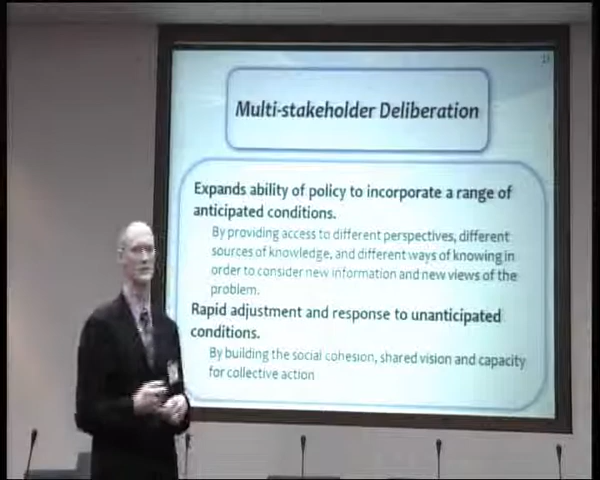 Multi-stakeholder Deliberation
Expands ability of policy to incorporate a range of
anticipated conditions.
By providing access to different perspectives, different
sources of knowledge, and different ways of knowing in
order to consider new information and new views of the
problem.
Rapid adjustment and response to unanticipated
conditions.
By building the social cohesion, shared vision and capacity
for collective action